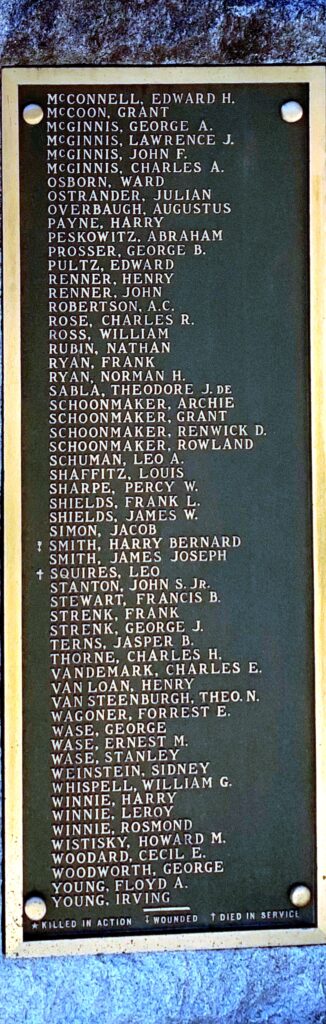 McCONNELL, EDWARD H.
McCOON, GRANT
McGINNIS, GEORGE A.
McGINNIS, LAWRENCE J.
McGINNIS, JOHN F.
McGINNIS, CHARLES A.
OSBORN, WARD
OSTRANDER, JULIAN
OVERBAUGH, AUGUSTUS
PAYNE, HARRY
PESKOWITZ, ABRAHAM
PROSSER, GEORGE B.
PULTZ, EDWARD
RENNER, HENRY
RENNER, JOHN
ROBERTSON, A.C.
ROSE, CHARLES R.
ROSS, WILLIAM
RUBIN, NATHAN
RYAN, FRANK
RYAN, NORMAN H.
SABLA, THEODORE J. DE
SCHOONMAKER, ARCHIE
SCHOONMAKER, GRANT
SCHOONMAKER, RENWICK D.
SCHOONMAKER, ROWLAND
SCHUMAN, LEO A.
SHAFFITZ, LOUIS
SHARPE, PERCY W.
SHIELDS, FRANK L.
SHIELDS, JAMES W.
SIMON, JACOB
‡ SMITH, HARRY BERNARD
SMITH, JAMES JOSEPH
† SQUIRES, LEO
STANTON, JOHN S. JR.
STEWART, FRANCIS B.
STRENK, FRANK
STRENK, GEORGE J.
TERNS, JASPER B.
THORNE, CHARLES H.
VANDEMARK, CHARLES E.
VAN LOAN, HENRY
VAN STEENBURGH, THEO. N.
WAGONER, FORREST E.
WASE, GEORGE
WASE, ERNEST M.
WASE, STANLEY
WEINSTEIN, SIDNEY
WHISPELL, WILLIAM G.
WINNIE, HARRY
WINNIE, LEROY
WINNIE, ROSMOND
WISTISKY, HOWARD M.
WOODARD, CECIL E.
WOODWORTH, GEORGE
YOUNG, FLOYD A.
YOUNG, IRVING
★ KILLED IN ACTION ‡ WOUNDED † DIED IN SERVICE